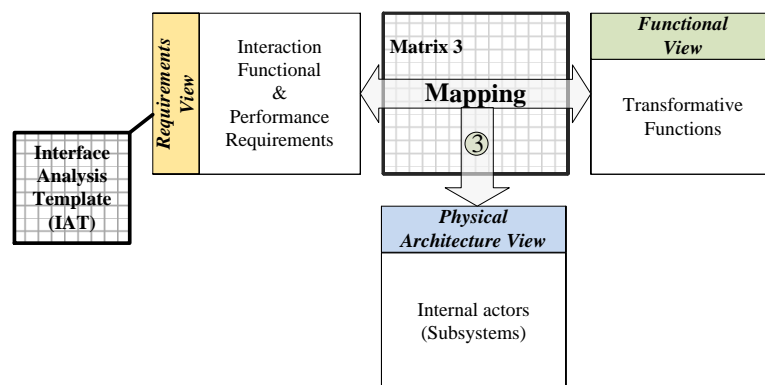 Interface
Analysis
Template
(IAT)
Requirements
View
Interaction
Functional
&
Performance
Requirements
Matrix 3
Mapping
3
Functional
View
Transformative
Functions
Physical
Architecture View
Internal actors
(Subsystems)